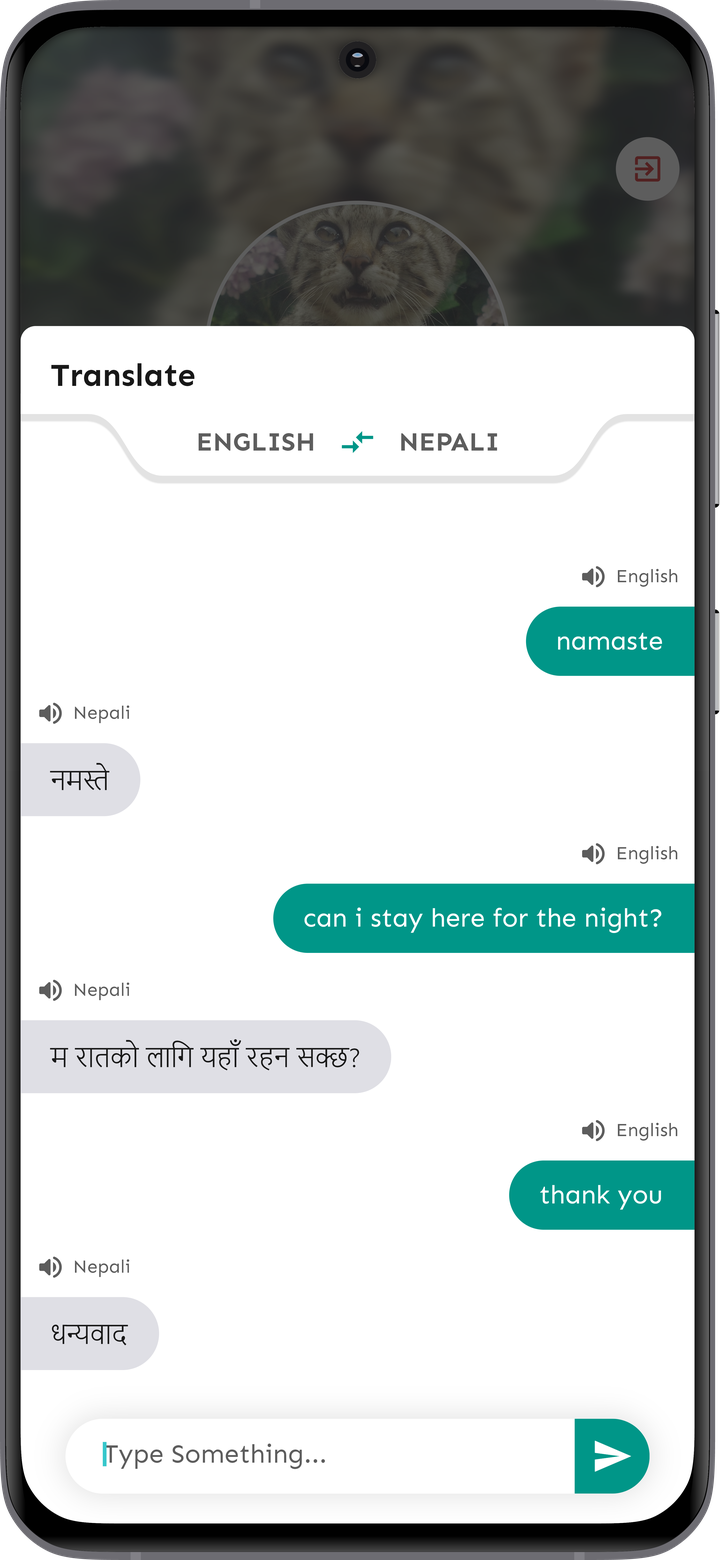 Translate
ENGLISH NEPALI
English
namaste
Nepali
नमस्ते
English
can i stay here for the night?
Nepali
म रातको लागि यहाँ रहन सक्छ?
English
thank you
Nepali
धन्यवाद
Type Something...